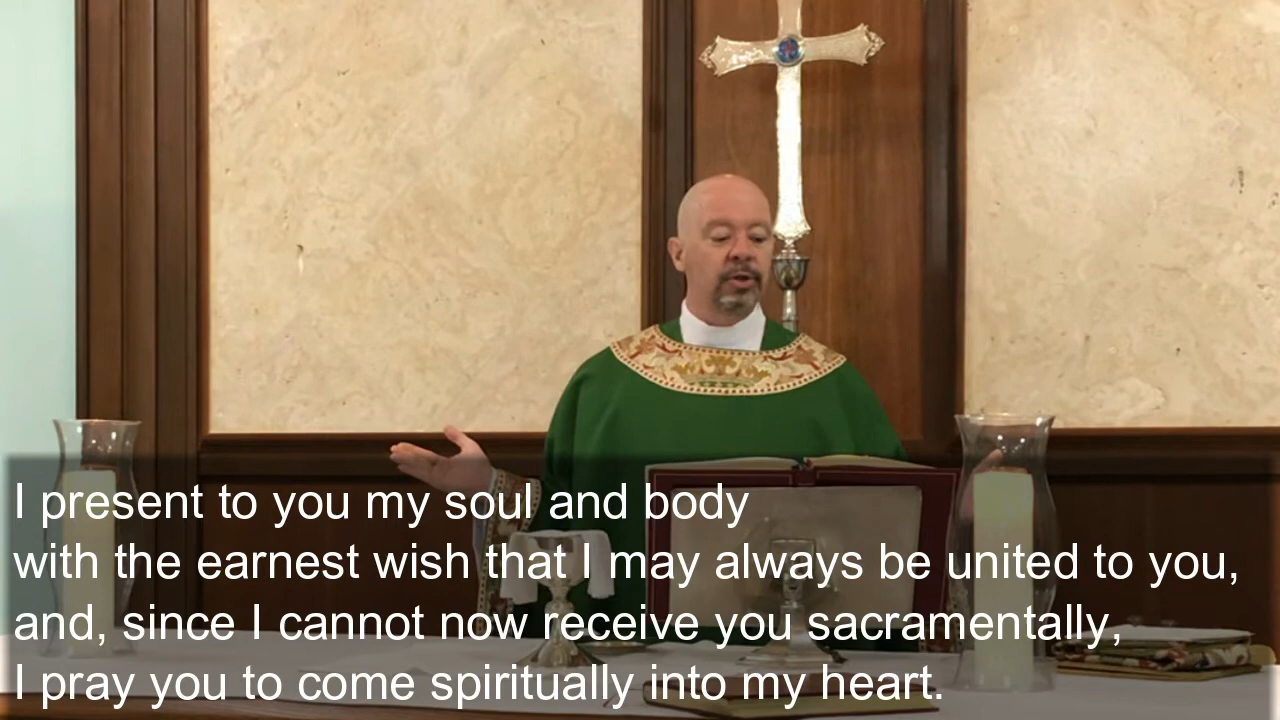 I present to you my soul and body
with the earnest wish that I may always be united to you,
and, since I cannot now receive you sacramentally,
I pray you to come spiritually into my heart.